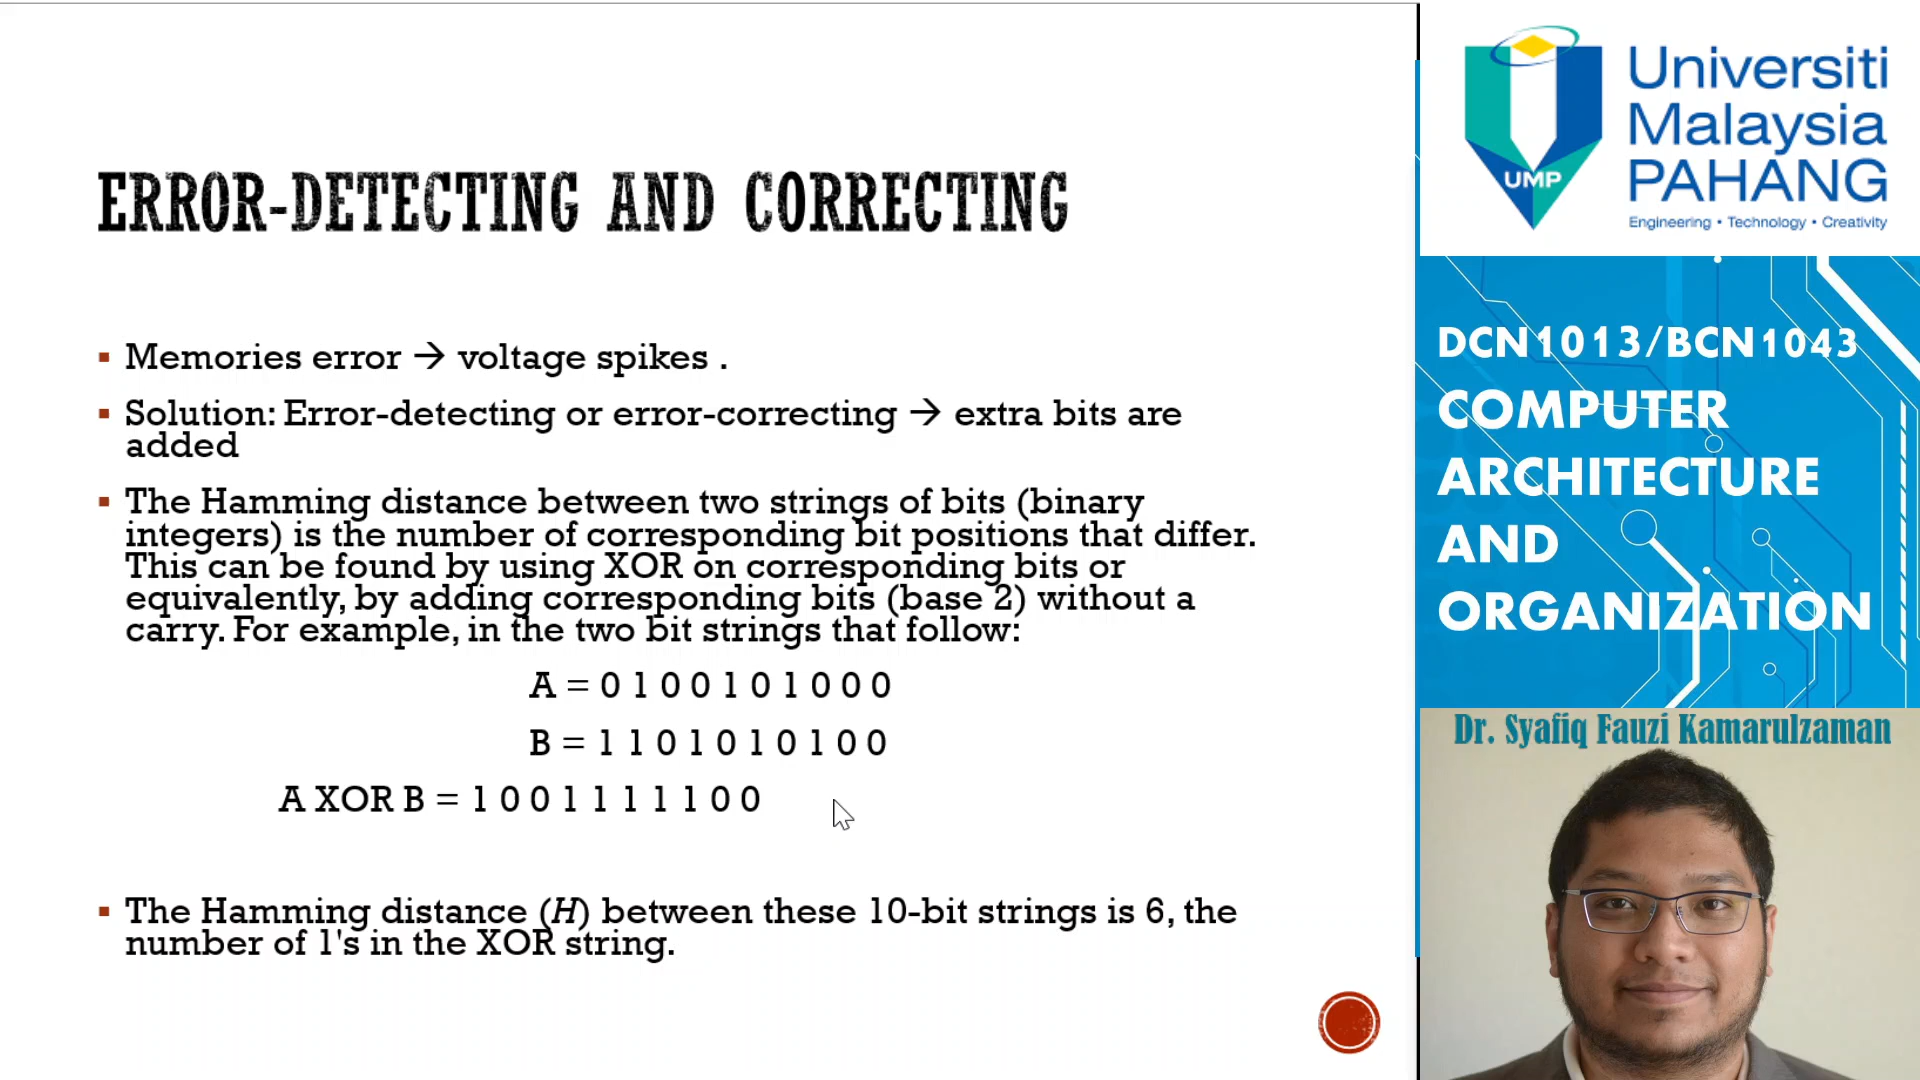 ERROR-DETECTING AND CORRECTING
▪ Memories error → voltage spikes .
▪ Solution: Error-detecting or error-correcting → extra bits are
added
▪ The Hamming distance between two strings of bits (binary
integers) is the number of corresponding bit positions that differ.
This can be found by using XOR on corresponding bits or
equivalently, by adding corresponding bits (base 2) without a
carry. For example, in the two bit strings that follow:
A = 0 1 0 0 1 0 1 0 0 0
B = 1 1 0 1 0 1 0 1 0 0
A XOR B = 1 0 0 1 1 1 1 1 0 0
▪ The Hamming distance (H) between these 10-bit strings is 6, the
number of 1's in the XOR string.
UMP
Universiti
Malaysia
PAHANG
Engineering • Technology • Creativity
DCN1013/BCN1043
COMPUTER
ARCHITECTURE
AND
ORGANIZATION
Dr. Syafiq Fauzi Kamarulzaman